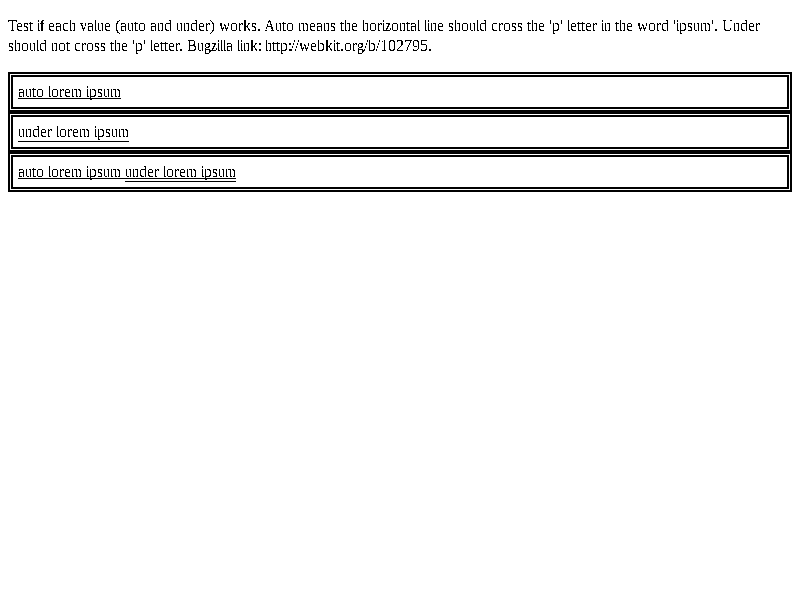 Test if each value (auto and under) works. Auto means the horizontal line should cross the 'p' letter in the word 'ipsum'. Under
should not cross the 'p' letter. Bugzilla link: http://webkit.org/b/102795.
auto lorem ipsum
under lorem ipsum
auto lorem ipsum under lorem ipsum